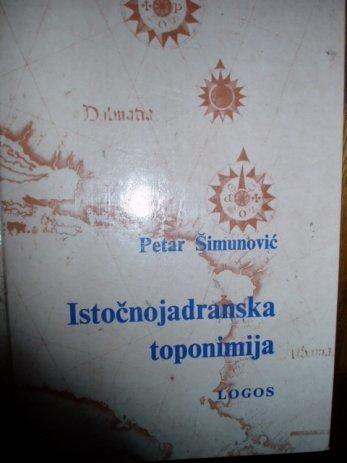 Dalmatia
Petar Šimunović
Istočnojadranska
toponimija
LOGOS